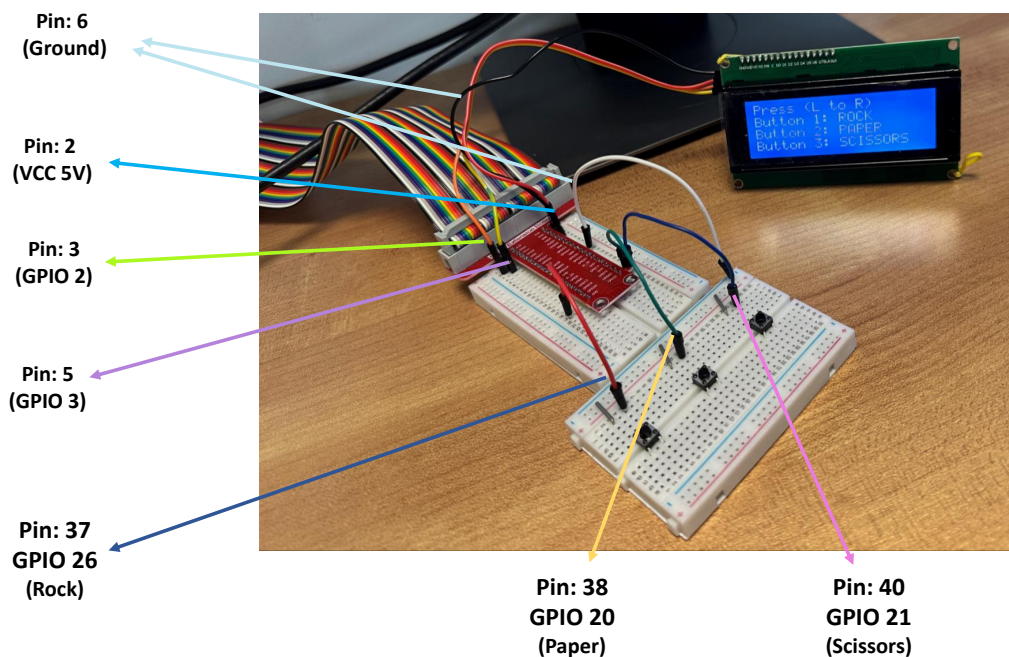 Pin: 6
(Ground)
Pin: 2
(VCC 5V)
Pin: 3
(GPIO 2)
Pin: 5
(GPIO 3)
Pin: 37
GPIO 26
(Rock)
Pin: 38
GPIO 20
(Paper)
Pin: 40
GPIO 21
(Scissors)
Press (L to R)
Button 1: ROCK
Button 2: PAPER
Button 3: SCISSORS